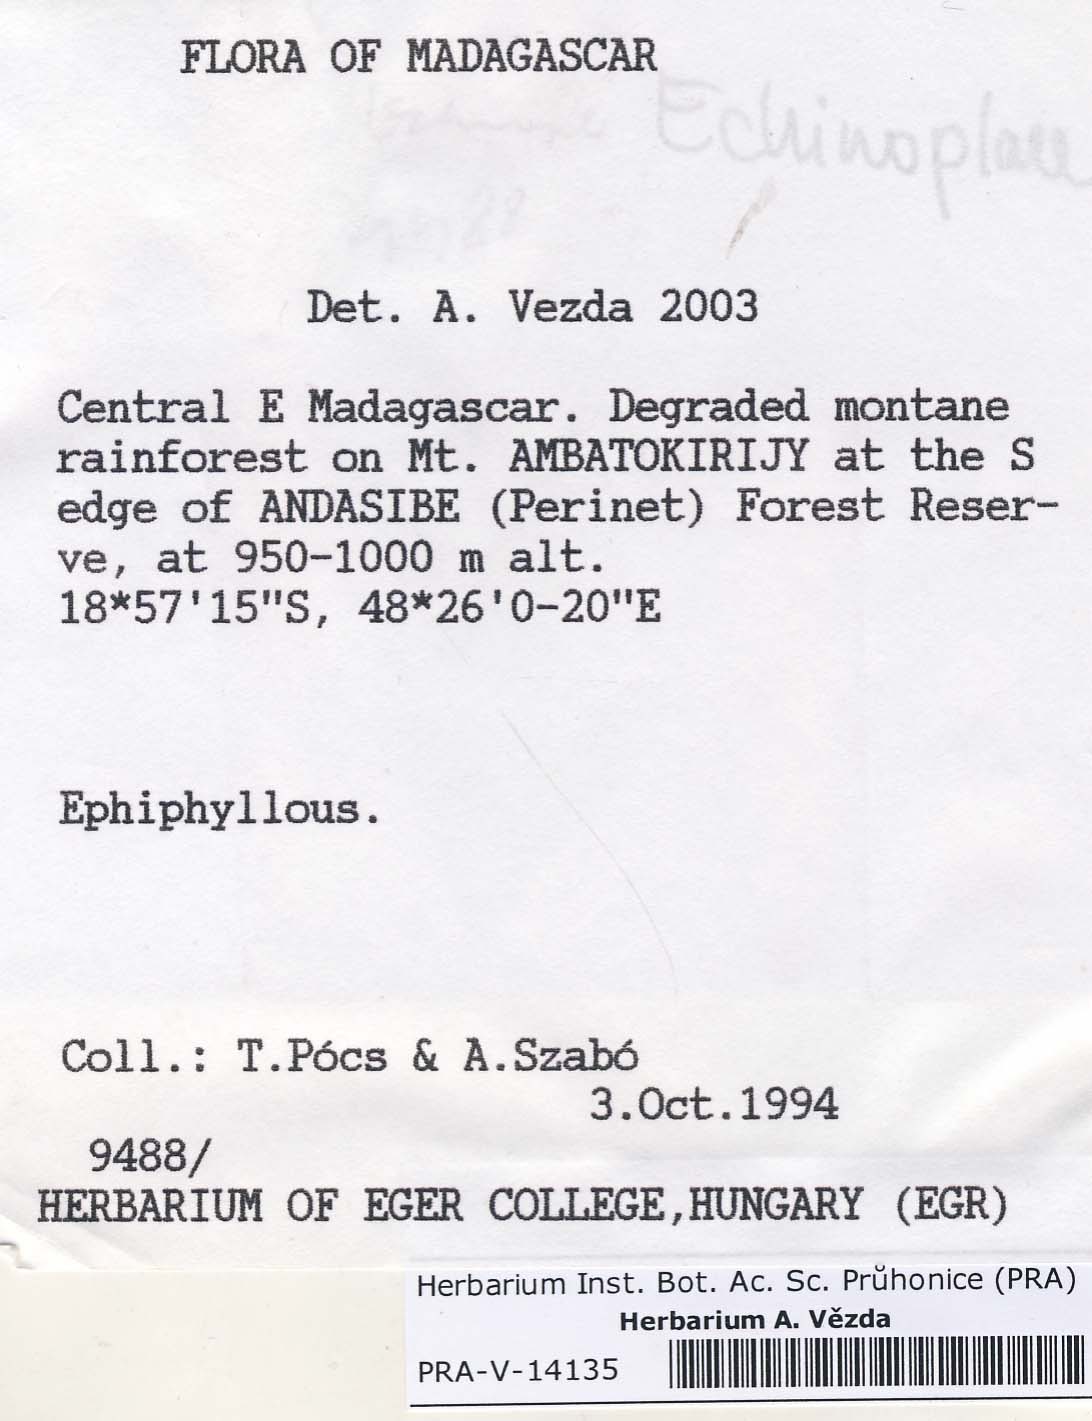 FLORA OF MADAGASCAR
Det. A. Vezda 2003
Central E Madagascar. Degraded montane
rainforest on Mt. AMBATOKIRIJY at the S
edge of ANDASIBE (Perinet) Forest Reser-
ve, at 950-1000 m alt.
18*57'15"S, 48*26'0-20"E
Ephiphyllous.
Coll.: T.Pócs & A.Szabó
3.Oct.1994
9488/
HERBARIUM OF EGER COLLEGE,HUNGARY (EGR)
Herbarium Inst. Bot. Ac. Sc. Průhonice (PRA)
Herbarium A. Vězda
PRA-V-14135